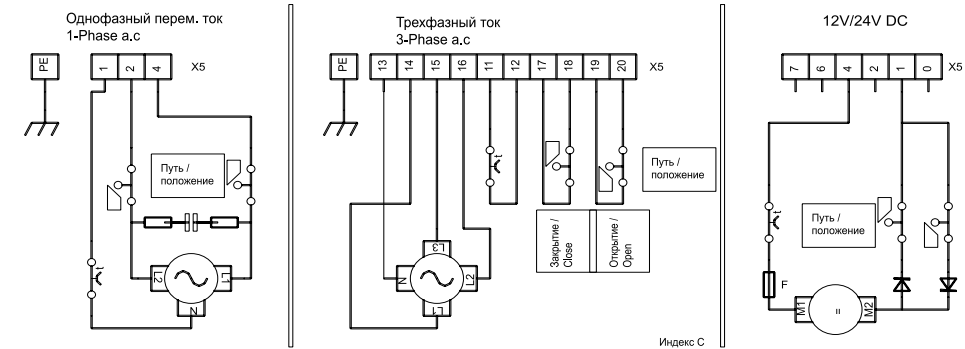 Однофазный перем. ток
1-Phase a.c
PE
1 2 4 X5
Путь /
положение
t
L2 L1
N
Трехфазный ток
3-Phase a.c
PE
13 14 15 16 11 12 17 18 19 20 X5
t
Путь /
положение
Закрытие /
Close
Открытие /
Open
L3
N L2
L1
Индекс C
12V/24V DC
7 6 4 2 1 0 X5
t
Путь /
положение
F
M1 = M2